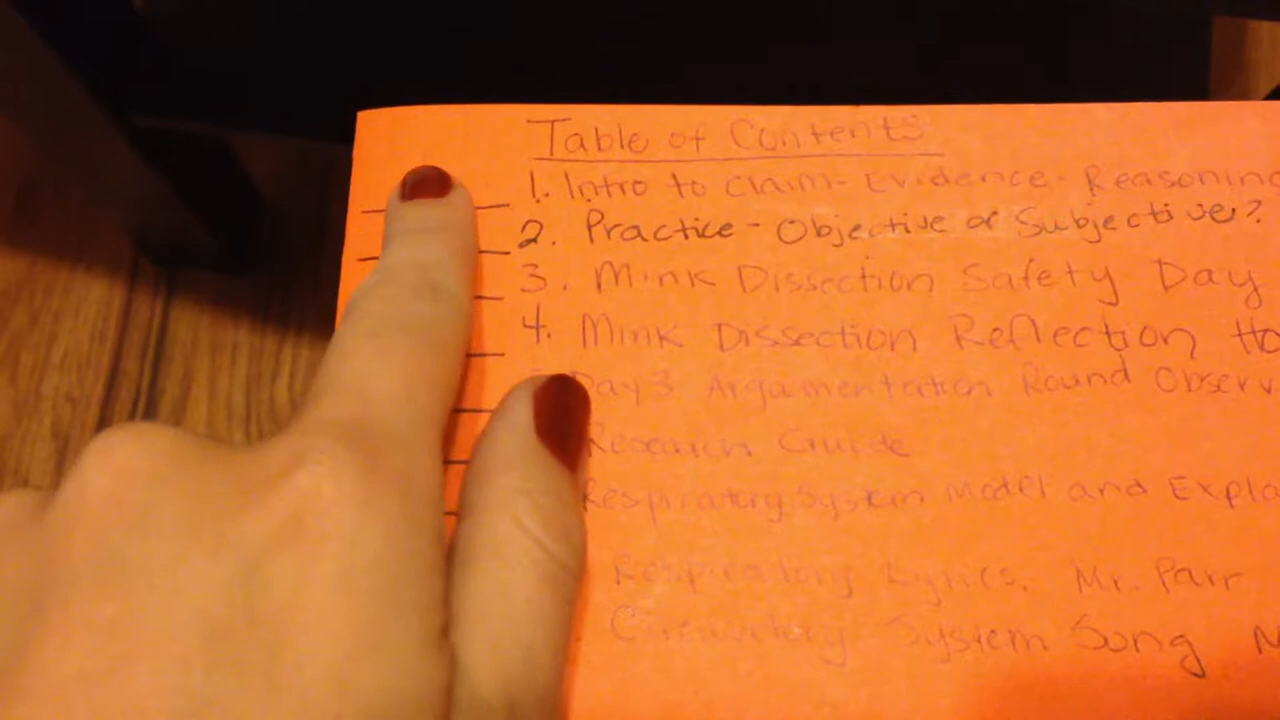 Table of Contents
1. Intro to Claim-Evidence-Reasoning
2. Practice - Objective or Subjective?
3. Mink Dissection Safety Day
4. Mink Dissection Reflection
Day 3 Argumentation Round
Research Guide
Respiratory System Model and
Respiratory Lyrics. Mr. Parr
System Song